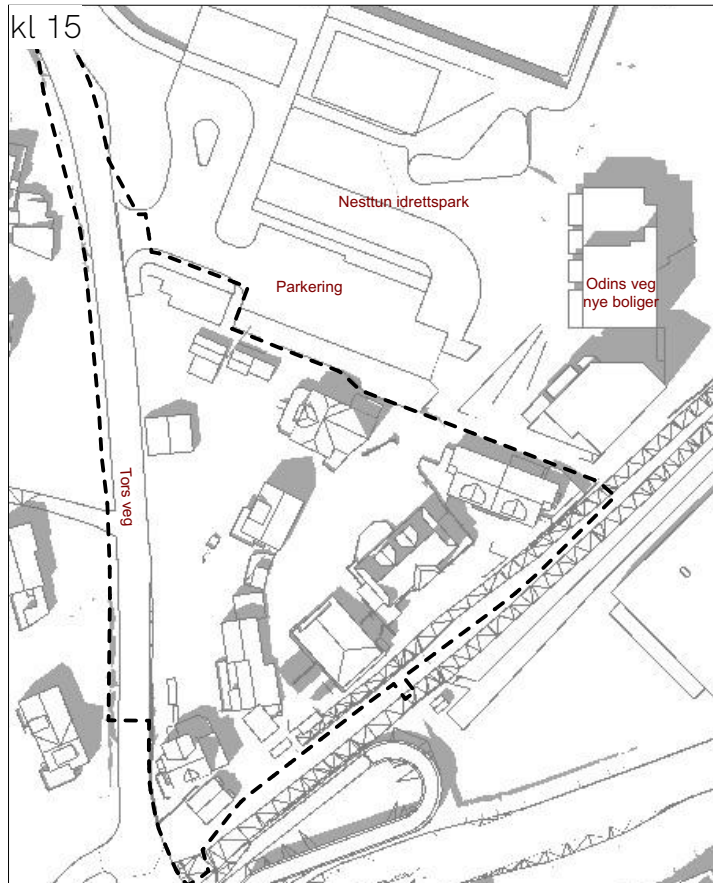 kl 15
Nesttun idrettspark
Parkering
Odins veg
nye boliger
Tors veg